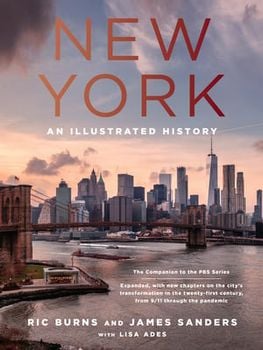 NEW
YORK
AN ILLUSTRATED HISTORY
The Companion to the PBS Series
Expanded, with new chapters on the city's
transformation in the twenty-first century,
from 9/11 through the pandemic
RIC BURNS AND JAMES SANDERS
WITH LISA ADES